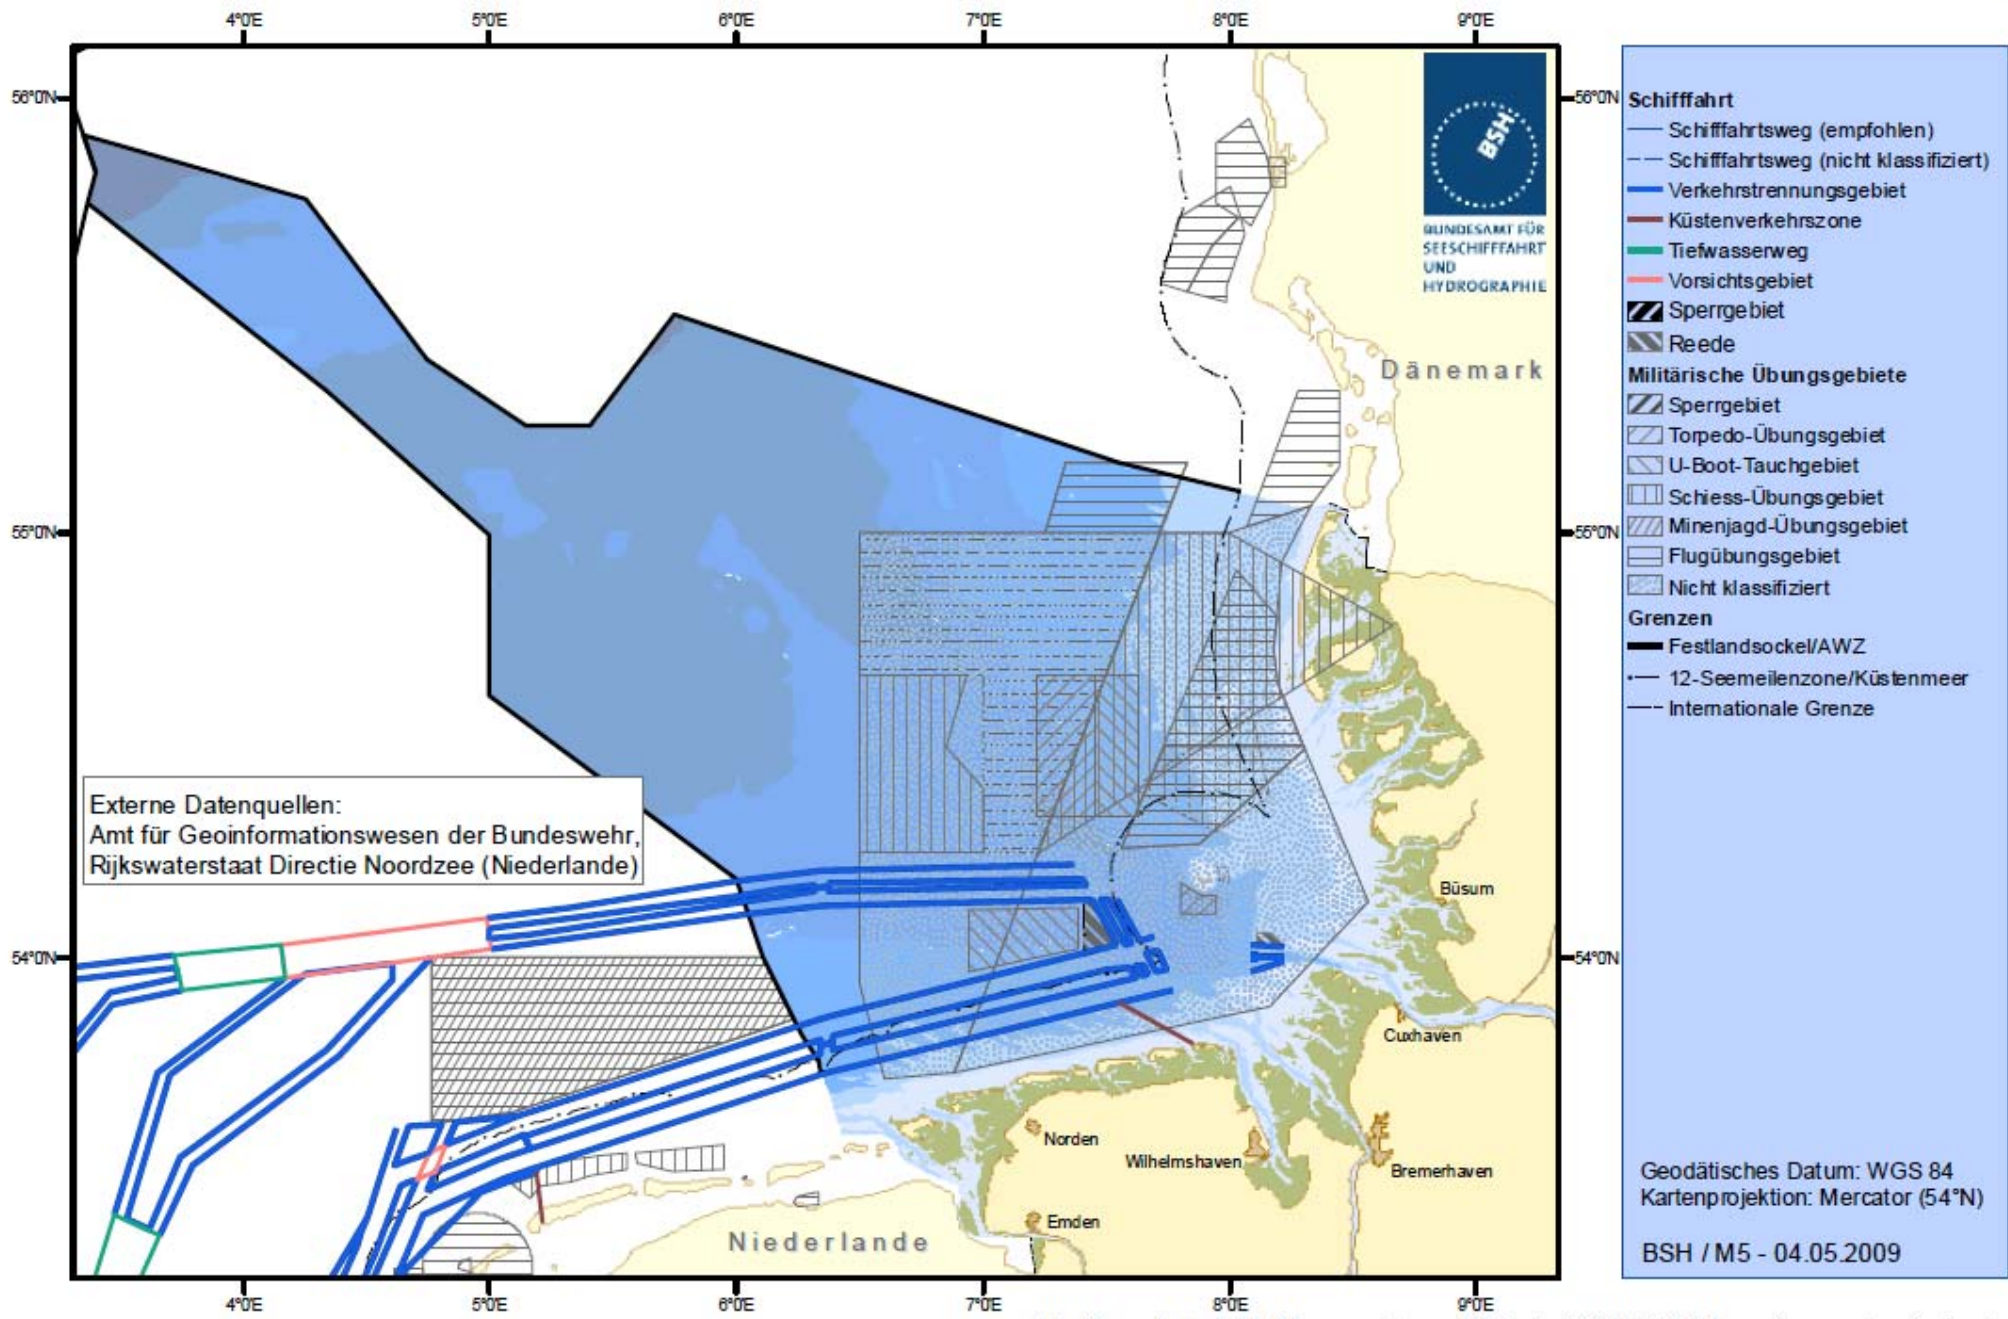 4°0'E 5°0'E 6°0'E 7°0'E 8°0'E 9°0'E
56°0'N
55°0'N
54°0'N
56°0'N
55°0'N
54°0'N
BSH
BUNDESAMT FÜR
SEESCHIFFFAHRT
UND
HYDROGRAPHIE
Dänemark
Externe Datenquellen:
Amt für Geoinformationswesen der Bundeswehr,
Rijkswaterstaat Directie Noordzee (Niederlande)
Büsum
Cuxhaven
Norden
Wilhelmshaven
Bremerhaven
Emden
Niederlande
4°0'E 5°0'E 6°0'E 7°0'E 8°0'E 9°0'E
Schifffahrt
Schifffahrtsweg (empfohlen)
Schifffahrtsweg (nicht klassifiziert)
Verkehrstrennungsgebiet
Küstenverkehrszone
Tiefwasserweg
Vorsichtsgebiet
Sperrgebiet
Reede
Militärische Übungsgebiete
Sperrgebiet
Torpedo-Übungsgebiet
U-Boot-Tauchgebiet
Schiess-Übungsgebiet
Minenjagd-Übungsgebiet
Flugübungsgebiet
Nicht klassifiziert
Grenzen
Festlandsockel/AWZ
12-Seemeilenzone/Küstenmeer
Internationale Grenze
Geodätisches Datum: WGS 84
Kartenprojektion: Mercator (54°N)
BSH / M5 - 04.05.2009